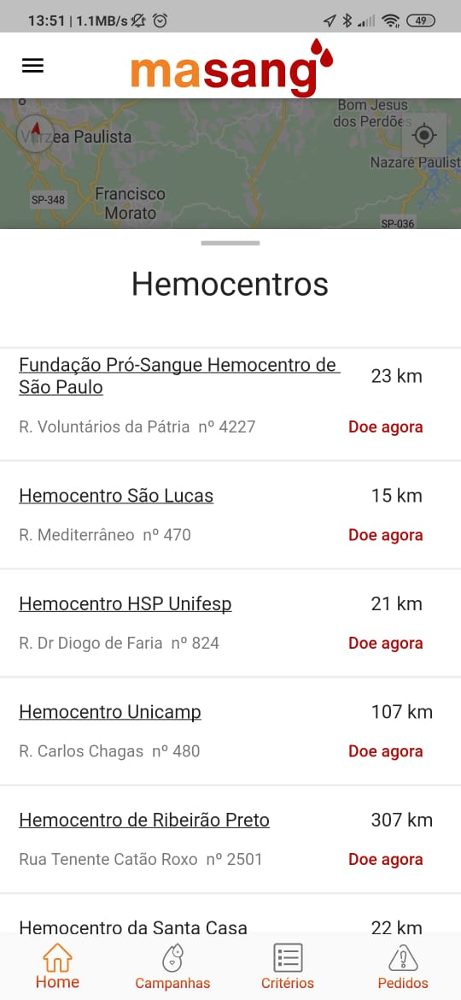 13:51 | 1.1MB/s
49
masang
Bom Jesus
dos Perdões
Várzea Paulista
Nazaré Paulist
SP-348
Francisco
Morato
SP-036
Hemocentros
Fundação Pró-Sangue Hemocentro de
São Paulo
23 km
R. Voluntários da Pátria nº 4227
Doe agora
Hemocentro São Lucas
15 km
R. Mediterrâneo nº 470
Doe agora
Hemocentro HSP Unifesp
21 km
R. Dr Diogo de Faria nº 824
Doe agora
Hemocentro Unicamp
107 km
R. Carlos Chagas nº 480
Doe agora
Hemocentro de Ribeirão Preto
307 km
Rua Tenente Catão Roxo nº 2501
Doe agora
Hemocentro da Santa Casa
22 km
Home
Campanhas
Critérios
Pedidos